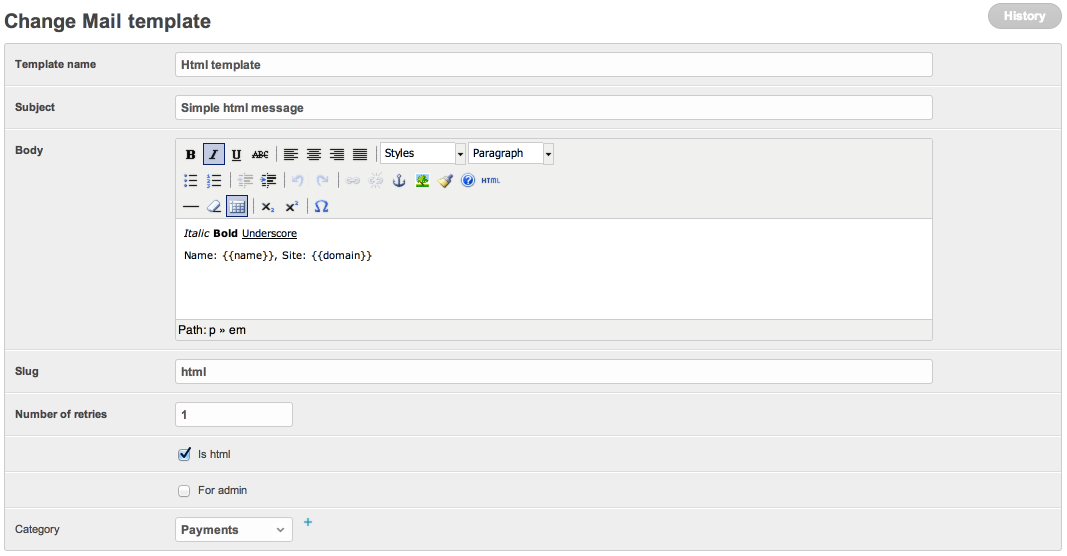 Change Mail template
History
Template name
Html template
Subject
Simple html message
Body
B I U ABC Styles Paragraph
HTML
x₂ x² Ω
Italic Bold Underscore
Name: {{name}}, Site: {{domain}}
Path: p » em
Slug
html
Number of retries
1
Is html
For admin
Category
Payments
+